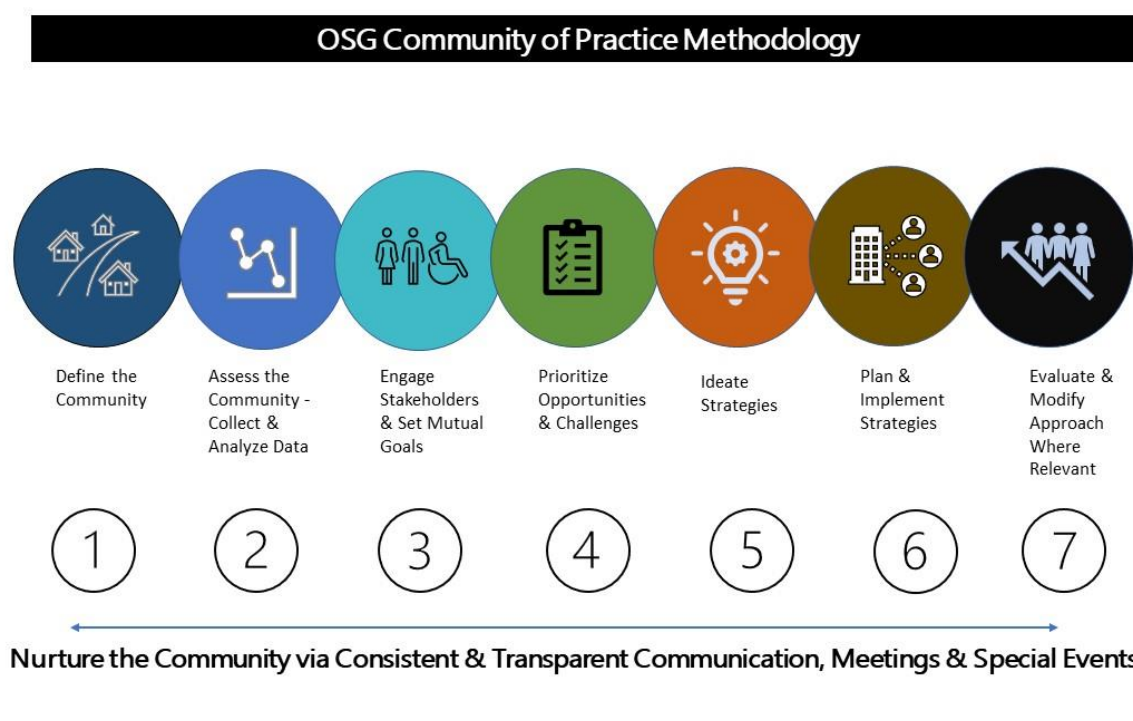 OSG Community of Practice Methodology
Define the
Community
Assess the
Community -
Collect &
Analyze Data
Engage
Stakeholders
& Set Mutual
Goals
Prioritize
Opportunities
& Challenges
Ideate
Strategies
Plan &
Implement
Strategies
Evaluate &
Modify
Approach
Where
Relevant
1 2 3 4 5 6 7
Nurture the Community via Consistent & Transparent Communication, Meetings & Special Events